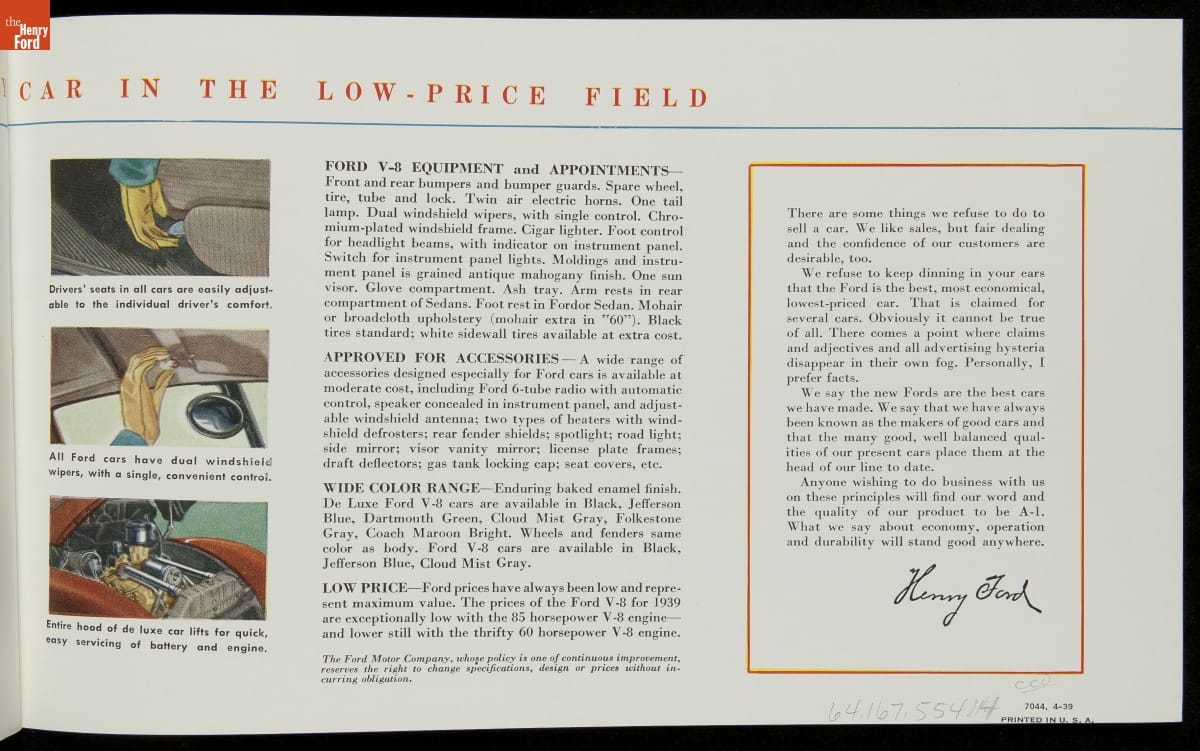 the
Henry
Ford
CAR IN THE LOW-PRICE FIELD
Drivers' seats in all cars are easily adjust-
able to the individual driver's comfort.
All Ford cars have dual windshield
wipers, with a single, convenient control.
Entire hood of de luxe car lifts for quick,
easy servicing of battery and engine.
FORD V-8 EQUIPMENT and APPOINTMENTS—
Front and rear bumpers and bumper guards. Spare wheel,
tire, tube and lock. Twin air electric horns. One tail
lamp. Dual windshield wipers, with single control. Chro-
mium-plated windshield frame. Cigar lighter. Foot control
for headlight beams, with indicator on instrument panel.
Switch for instrument panel lights. Moldings and instru-
ment panel is grained antique mahogany finish. One sun
visor. Glove compartment. Ash tray. Arm rests in rear
compartment of Sedans. Foot rest in Fordor Sedan. Mohair
or broadcloth upholstery (mohair extra in "60"). Black
tires standard; white sidewall tires available at extra cost.
APPROVED FOR ACCESSORIES—A wide range of
accessories designed especially for Ford cars is available at
moderate cost, including Ford 6-tube radio with automatic
control, speaker concealed in instrument panel, and adjust-
able windshield antenna; two types of heaters with wind-
shield defrosters; rear fender shields; spotlight; road light;
side mirror; visor vanity mirror; license plate frames;
draft deflectors; gas tank locking cap; seat covers, etc.
WIDE COLOR RANGE—Enduring baked enamel finish.
De Luxe Ford V-8 cars are available in Black, Jefferson
Blue, Dartmouth Green, Cloud Mist Gray, Folkestone
Gray, Coach Maroon Bright. Wheels and fenders same
color as body. Ford V-8 cars are available in Black,
Jefferson Blue, Cloud Mist Gray.
LOW PRICE—Ford prices have always been low and repre-
sent maximum value. The prices of the Ford V-8 for 1939
are exceptionally low with the 85 horsepower V-8 engine—
and lower still with the thrifty 60 horsepower V-8 engine.
The Ford Motor Company, whose policy is one of continuous improvement,
reserves the right to change specifications, design or prices without in-
curring obligation.
There are some things we refuse to do to
sell a car. We like sales, but fair dealing
and the confidence of our customers are
desirable, too.
We refuse to keep dinning in your ears
that the Ford is the best, most economical,
lowest-priced car. That is claimed for
several cars. Obviously it cannot be true
of all. There comes a point where claims
and adjectives and all advertising hysteria
disappear in their own fog. Personally, I
prefer facts.
We say the new Fords are the best cars
we have made. We say that we have always
been known as the makers of good cars and
that the many good, well balanced qual-
ities of our present cars place them at the
head of our line to date.
Anyone wishing to do business with us
on these principles will find our word and
the quality of our product to be A-1.
What we say about economy, operation
and durability will stand good anywhere.
Henry Ford
7044, 4-39
PRINTED IN U. S. A.